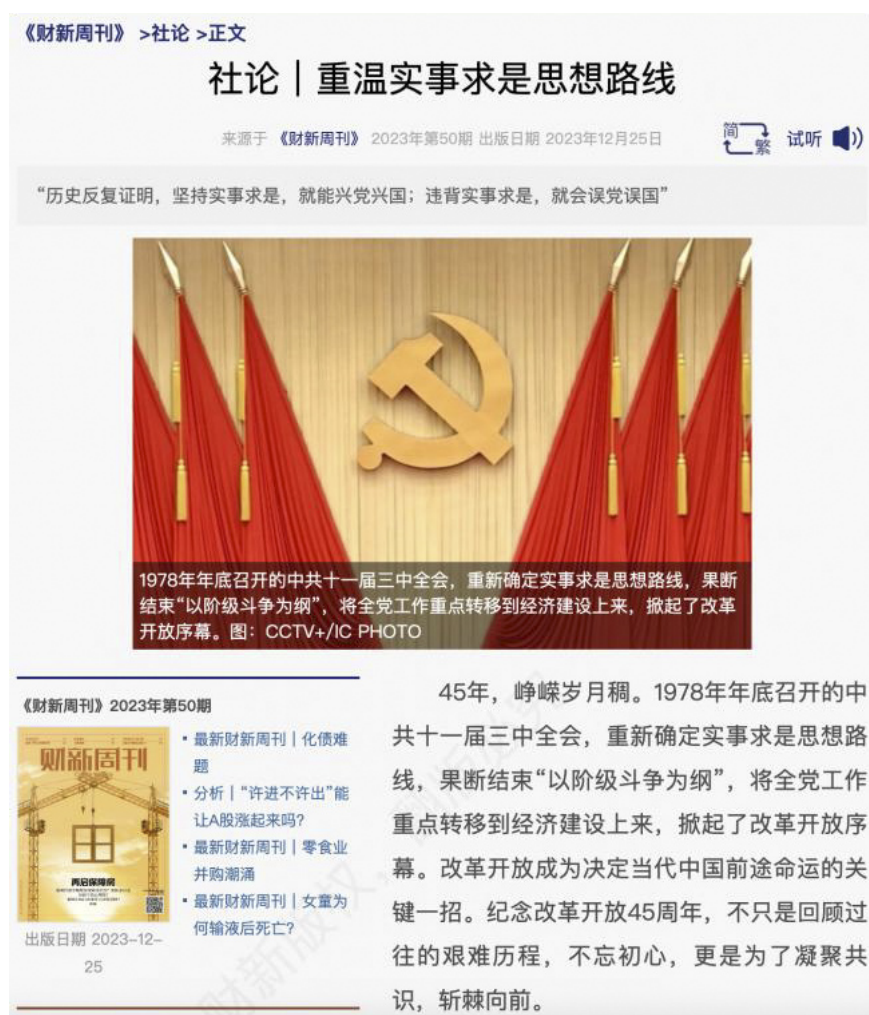 《财新周刊》 >社论 >正文
社论｜重温实事求是思想路线
来源于 《财新周刊》 2023年第50期 出版日期 2023年12月25日
简
繁
试听
“历史反复证明，坚持实事求是，就能兴党兴国；违背实事求是，就会误党误国”
1978年年底召开的中共十一届三中全会，重新确定实事求是思想路线，果断
结束“以阶级斗争为纲”，将全党工作重点转移到经济建设上来，掀起了改革
开放序幕。图：CCTV+/IC PHOTO
《财新周刊》2023年第50期
财新周刊
再启保障房
出版日期 2023-12-
25
▪ 最新财新周刊｜化债难
题
▪ 分析｜“许进不许出”能
让A股涨起来吗?
▪ 最新财新周刊｜零食业
并购潮涌
▪ 最新财新周刊｜女童为
何输液后死亡?
45年，峥嵘岁月稠。1978年年底召开的中
共十一届三中全会，重新确定实事求是思想路
线，果断结束“以阶级斗争为纲”，将全党工作
重点转移到经济建设上来，掀起了改革开放序
幕。改革开放成为决定当代中国前途命运的关
键一招。纪念改革开放45周年，不只是回顾过
往的艰难历程，不忘初心，更是为了凝聚共
识，斩棘向前。
财新版权，翻版必究